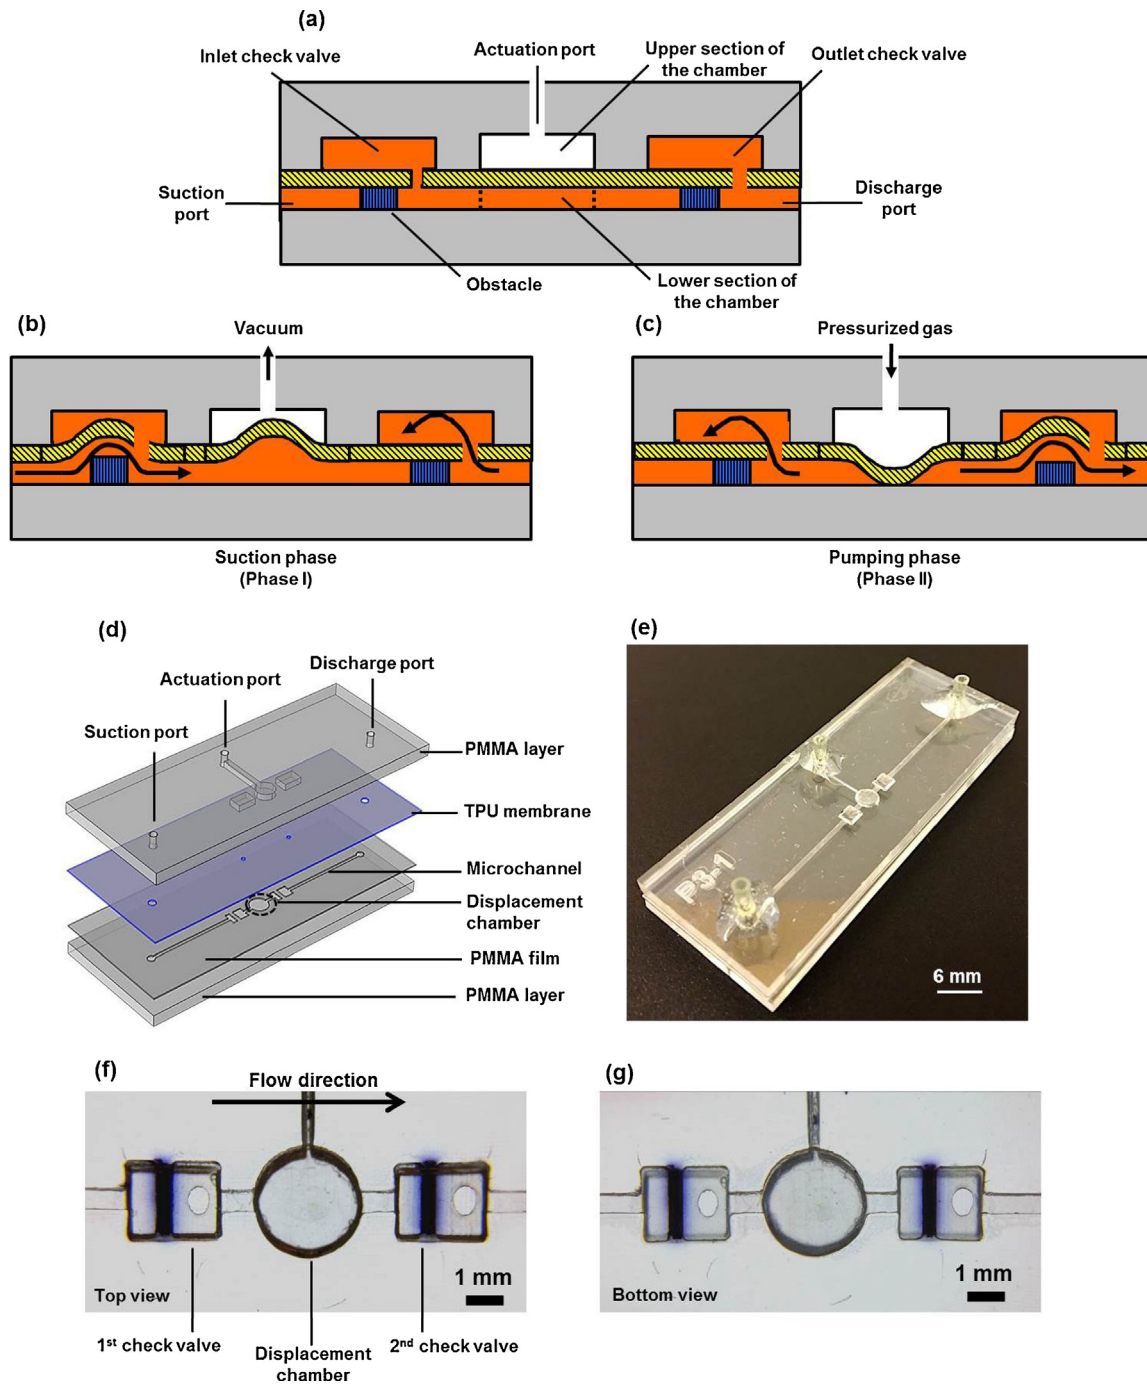 (a)
Inlet check valve
Actuation
port
Upper section of
the chamber
Outlet check valve
Suction
port
Discharge
port
Obstacle
Lower section of
the chamber
(b)
Vacuum
Suction phase
(Phase I)
(c)
Pressurized gas
Pumping phase
(Phase II)
(d)
Discharge port
Actuation port
Suction port
PMMA layer
TPU membrane
Microchannel
Displacement
chamber
PMMA film
PMMA layer
(e)
P3-1
6 mm
(f)
Flow direction
Top view
1 mm
1st check valve
Displacement
chamber
2nd check valve
(g)
Bottom view
1 mm